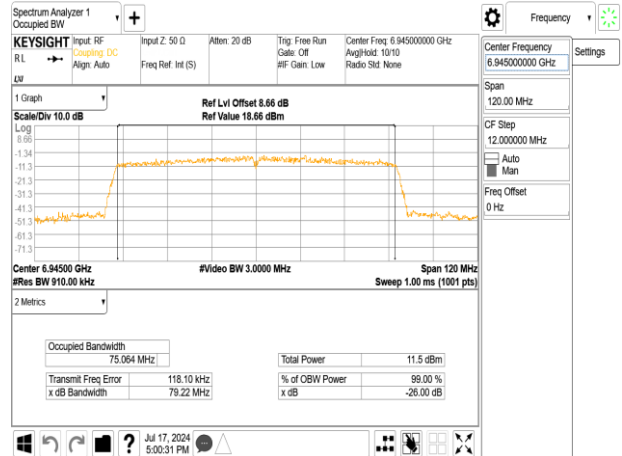 Spectrum Analyzer 1
Occupied BW
KEYSIGHT
RL
Input: RF
Coupling: DC
Align: Auto
Input Z: 50 Ω
Freq Ref: Int (S)
Atten: 20 dB
Trig: Free Run
Gate: Off
#IF Gain: Low
Center Freq: 6.945000000 GHz
Avg|Hold: 10/10
Radio Std: None
1 Graph
Scale/Div 10.0 dB
Ref Lvl Offset 8.66 dB
Ref Value 18.66 dBm
Log
8.66
-1.34
-11.3
-21.3
-31.3
-41.3
-51.3
-61.3
-71.3
Center 6.94500 GHz
#Video BW 3.0000 MHz
Span 120 MHz
#Res BW 910.00 kHz
Sweep 1.00 ms (1001 pts)
2 Metrics
Occupied Bandwidth
75.064 MHz
Total Power 11.5 dBm
Transmit Freq Error 118.10 kHz
% of OBW Power 99.00 %
x dB Bandwidth 79.22 MHz
x dB -26.00 dB
?
Jul 17, 2024
5:00:31 PM
Frequency
Settings
Center Frequency
6.945000000 GHz
Span
120.00 MHz
CF Step
12.000000 MHz
Auto
Man
Freq Offset
0 Hz